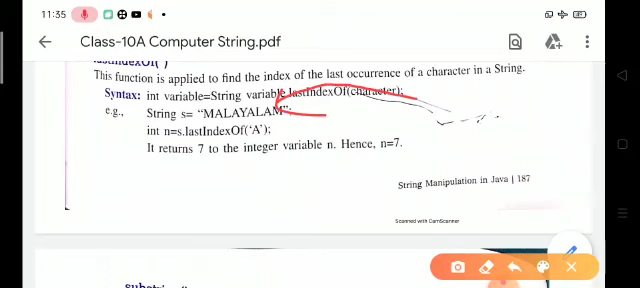 11:35
Class-10A Computer String.pdf
lastIndexOf( )
This function is applied to find the index of the last occurrence of a character in a String.
Syntax: int variable=String variable.lastIndexOf(character);
e.g., String s= “MALAYALAM”;
int n=s.lastIndexOf(‘A’);
It returns 7 to the integer variable n. Hence, n=7.
String Manipulation in Java | 187
Scanned with CamScanner